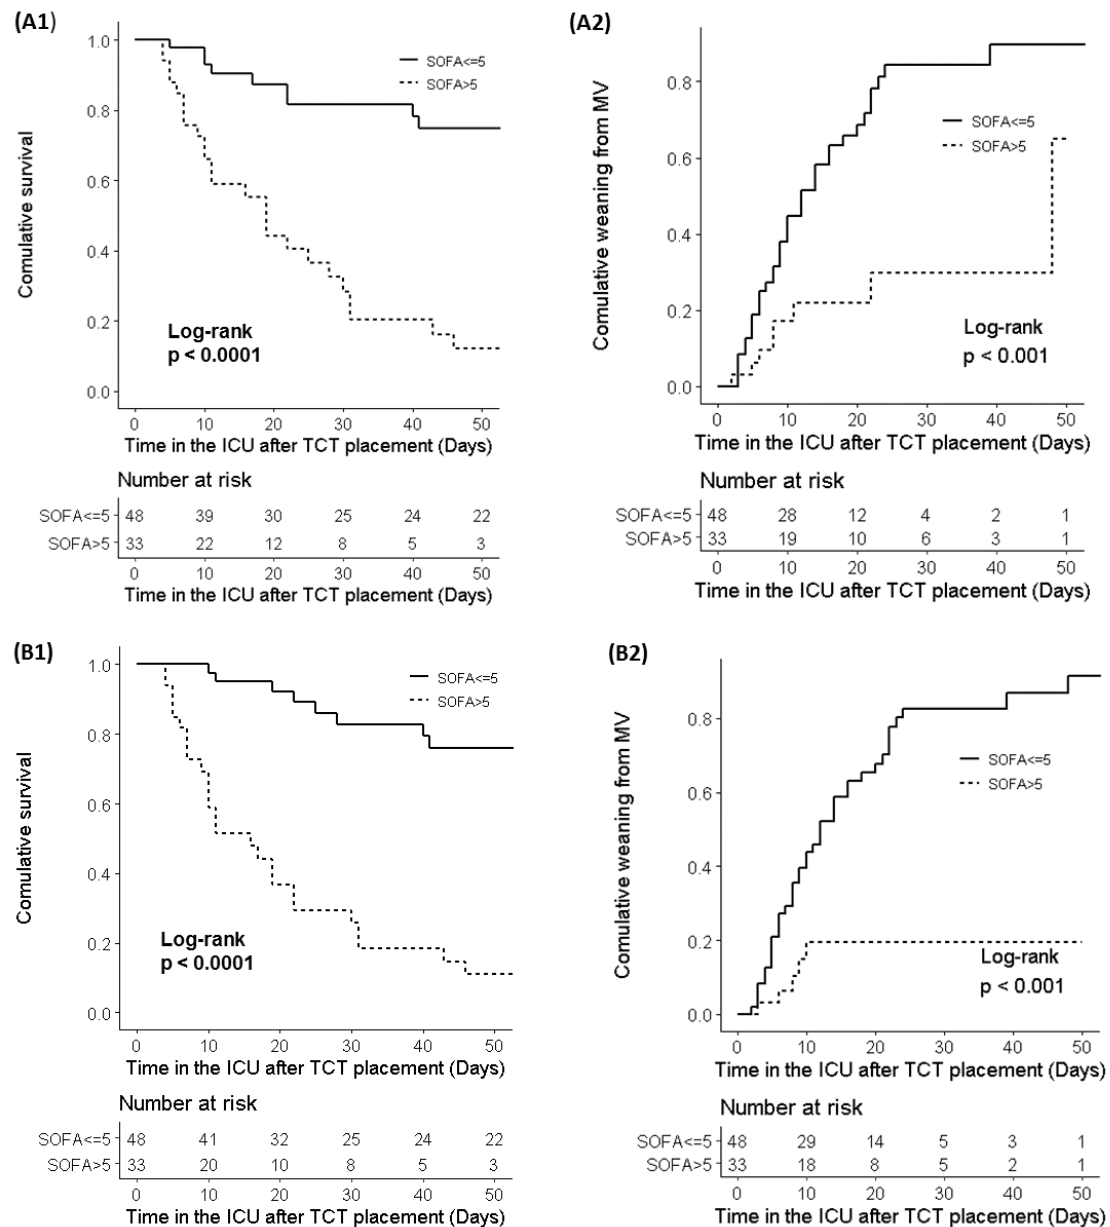 (A1)
1.0
0.8
0.6
0.4
0.2
0.0
Comulative survival
SOFA<=5
SOFA>5
Log-rank
p < 0.0001
0 10 20 30 40 50
Time in the ICU after TCT placement (Days)
Number at risk
SOFA<=5 48 39 30 25 24 22
SOFA>5 33 22 12 8 5 3
0 10 20 30 40 50
Time in the ICU after TCT placement (Days)
(A2)
0.8
0.6
0.4
0.2
0.0
Comulative weaning from MV
SOFA<=5
SOFA>5
Log-rank
p < 0.001
0 10 20 30 40 50
Time in the ICU after TCT placement (Days)
Number at risk
SOFA<=5 48 28 12 4 2 1
SOFA>5 33 19 10 6 3 1
0 10 20 30 40 50
Time in the ICU after TCT placement (Days)
(B1)
1.0
0.8
0.6
0.4
0.2
0.0
Comulative survival
SOFA<=5
SOFA>5
Log-rank
p < 0.0001
0 10 20 30 40 50
Time in the ICU after TCT placement (Days)
Number at risk
SOFA<=5 48 41 32 25 24 22
SOFA>5 33 20 10 8 5 3
0 10 20 30 40 50
Time in the ICU after TCT placement (Days)
(B2)
0.8
0.6
0.4
0.2
0.0
Comulative weaning from MV
SOFA<=5
SOFA>5
Log-rank
p < 0.001
0 10 20 30 40 50
Time in the ICU after TCT placement (Days)
Number at risk
SOFA<=5 48 29 14 5 3 1
SOFA>5 33 18 8 5 2 1
0 10 20 30 40 50
Time in the ICU after TCT placement (Days)